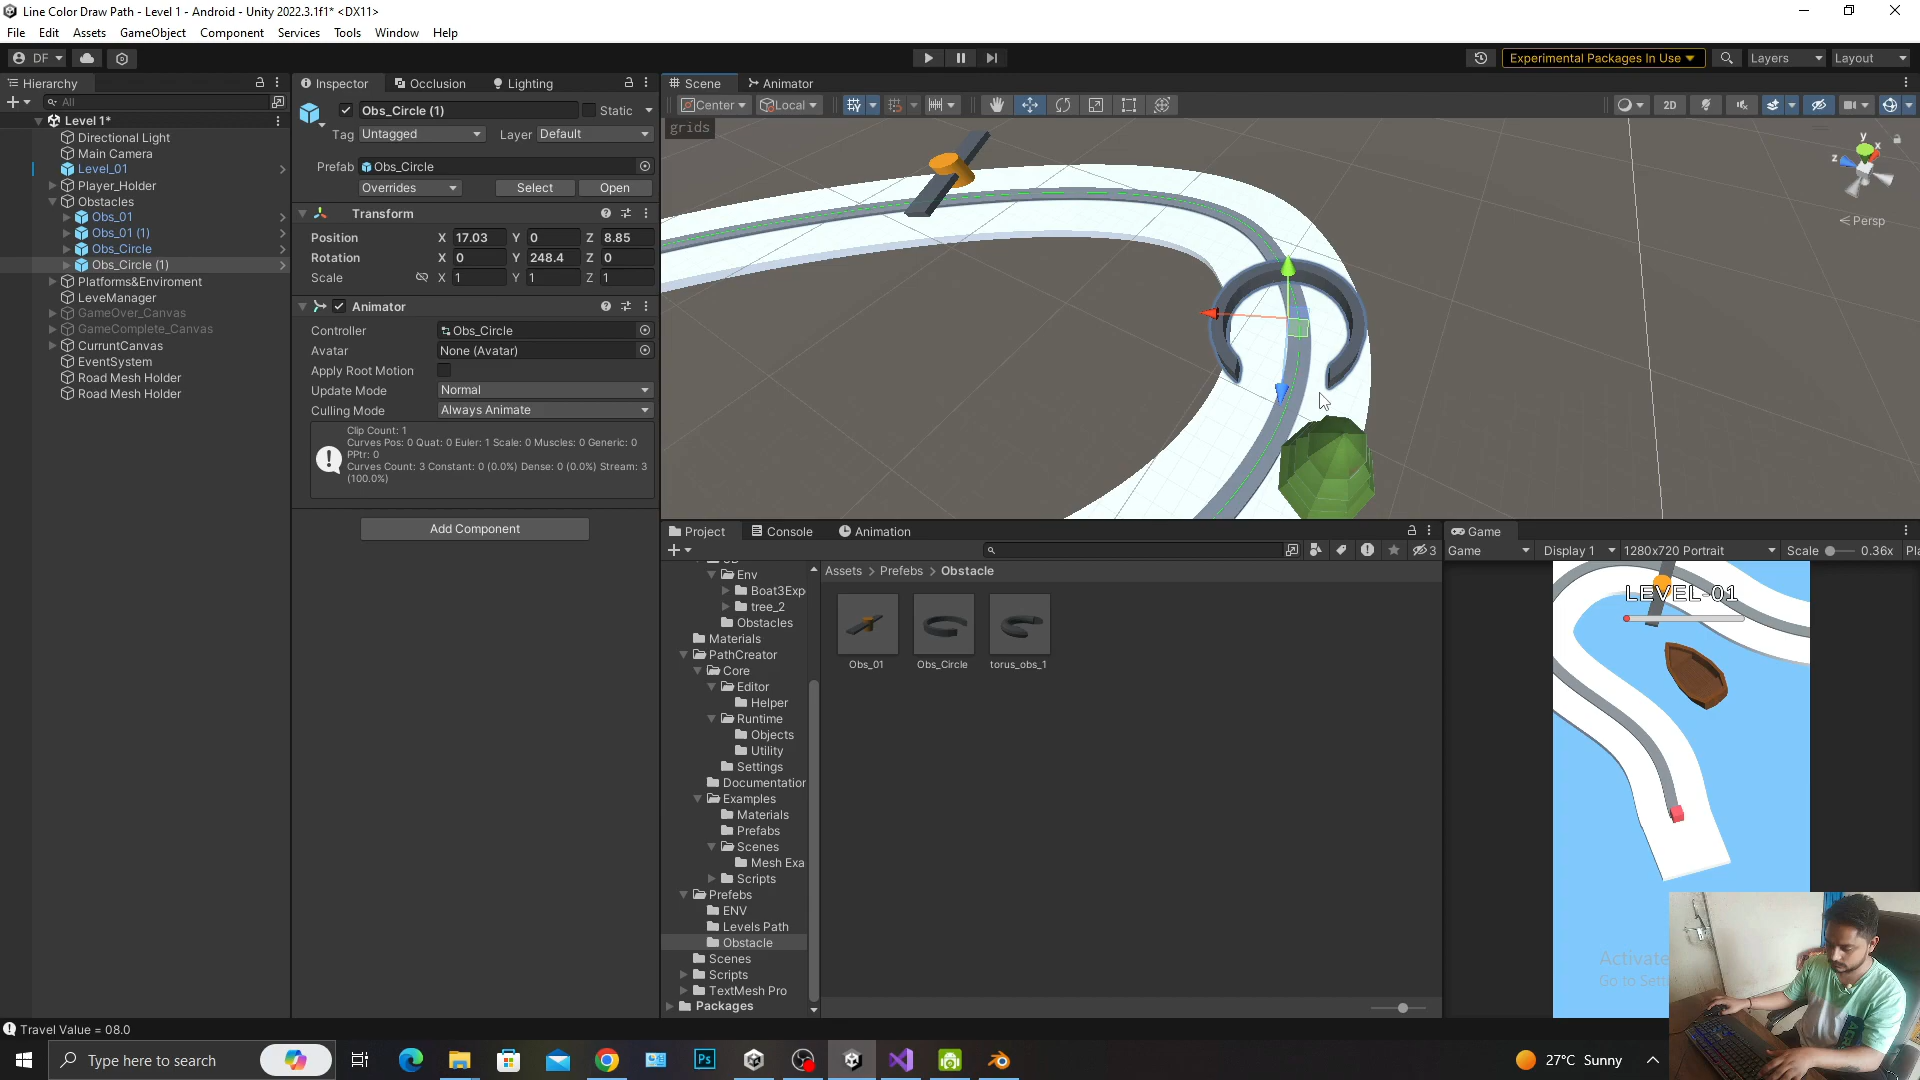 Line Color Draw Path - Level 1 - Android - Unity 2022.3.1f1* <DX11>
File Edit Assets GameObject Component Services Tools Window Help
DF
Experimental Packages In Use
Layers
Layout
Hierarchy
All
Level 1*
Directional Light
Main Camera
Level_01
Player_Holder
Obstacles
Obs_01
Obs_01 (1)
Obs_Circle
Obs_Circle (1)
Platforms&Enviroment
LeveManager
GameOver_Canvas
GameComplete_Canvas
CurruntCanvas
EventSystem
Road Mesh Holder
Road Mesh Holder
Inspector Occlusion Lighting
Obs_Circle (1)
Static
Tag Untagged Layer Default
Prefab Obs_Circle
Overrides Select Open
Transform
Position X 17.03 Y 0 Z 8.85
Rotation X 0 Y 248.4 Z 0
Scale X 1 Y 1 Z 1
Animator
Controller Obs_Circle
Avatar None (Avatar)
Apply Root Motion
Update Mode Normal
Culling Mode Always Animate
Clip Count: 1
Curves Pos: 0 Quat: 0 Euler: 1 Scale: 0 Muscles: 0 Generic: 0
PPtr: 0
Curves Count: 3 Constant: 0 (0.0%) Dense: 0 (0.0%) Stream: 3
(100.0%)
Add Component
Scene Animator
Center Local
2D
grids
y
x
z
Persp
Project Console Animation
3
Env
Boat3Exp
tree_2
Obstacles
Materials
PathCreator
Core
Editor
Helper
Runtime
Objects
Utility
Settings
Documentation
Examples
Materials
Prefabs
Scenes
Mesh Exa
Scripts
Prefebs
ENV
Levels Path
Obstacle
Scenes
Scripts
TextMesh Pro
Packages
Assets > Prefebs > Obstacle
Obs_01
Obs_Circle
torus_obs_1
Game
Game Display 1 1280x720 Portrait Scale 0.36x Pl
LEVEL-01
Activate
Go to Sett
Travel Value = 08.0
Type here to search
Ps
27°C Sunny